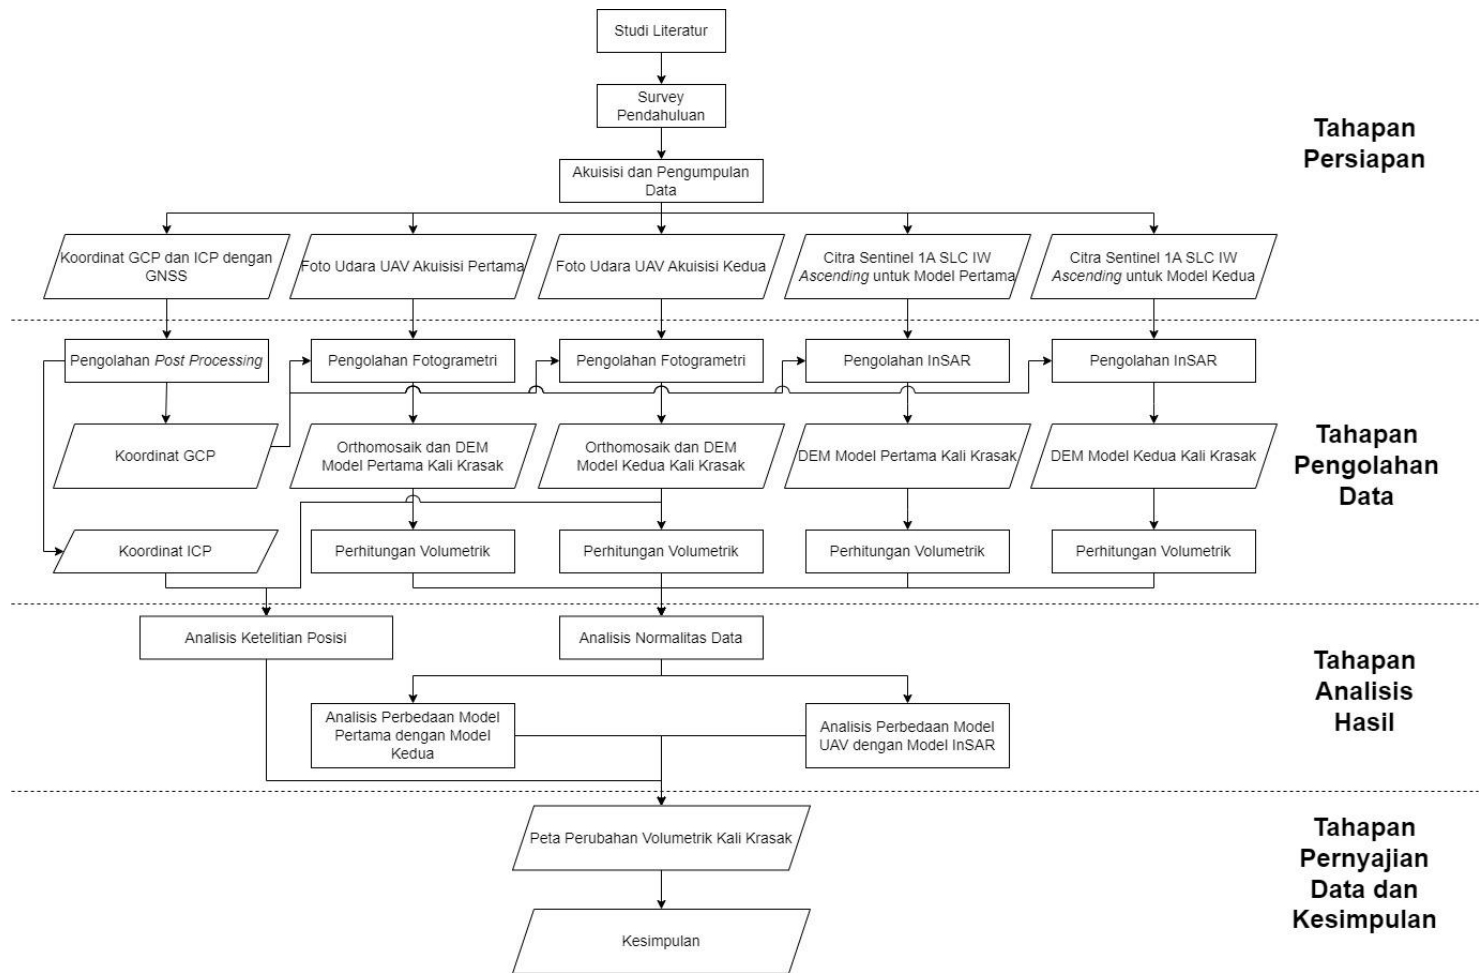 Studi Literatur
Survey
Pendahuluan
Tahapan
Persiapan
Akuisisi dan Pengumpulan
Data
Koordinat GCP dan ICP dengan
GNSS
Foto Udara UAV Akuisisi Pertama
Foto Udara UAV Akuisisi Kedua
Citra Sentinel 1A SLC IW
Ascending untuk Model Pertama
Citra Sentinel 1A SLC IW
Ascending untuk Model Kedua
Pengolahan Post Processing
Pengolahan Fotogrametri
Pengolahan Fotogrametri
Pengolahan InSAR
Pengolahan InSAR
Koordinat GCP
Orthomosaik dan DEM
Model Pertama Kali Krasak
Orthomosaik dan DEM
Model Kedua Kali Krasak
DEM Model Pertama Kali Krasak
DEM Model Kedua Kali Krasak
Tahapan
Pengolahan
Data
Koordinat ICP
Perhitungan Volumetrik
Perhitungan Volumetrik
Perhitungan Volumetrik
Perhitungan Volumetrik
Analisis Ketelitian Posisi
Analisis Normalitas Data
Tahapan
Analisis
Hasil
Analisis Perbedaan Model
Pertama dengan Model
Kedua
Analisis Perbedaan Model
UAV dengan Model InSAR
Peta Perubahan Volumetrik Kali Krasak
Tahapan
Pernyajian
Data dan
Kesimpulan
Kesimpulan